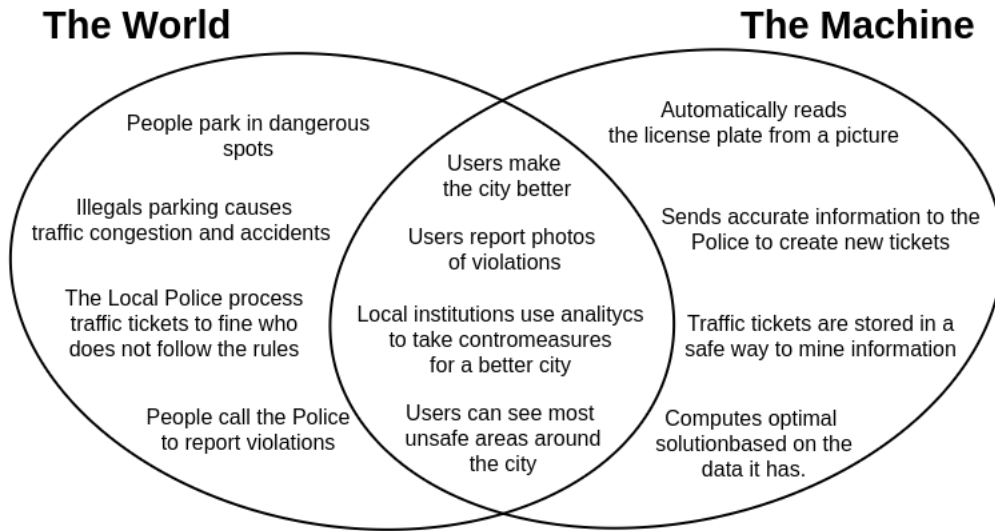 The World
The Machine
People park in dangerous
spots
Illegals parking causes
traffic congestion and accidents
The Local Police process
traffic tickets to fine who
does not follow the rules
People call the Police
to report violations
Users make
the city better
Users report photos
of violations
Local institutions use analitycs
to take contromeasures
for a better city
Users can see most
unsafe areas around
the city
Automatically reads
the license plate from a picture
Sends accurate information to the
Police to create new tickets
Traffic tickets are stored in a
safe way to mine information
Computes optimal
solutionbased on the
data it has.